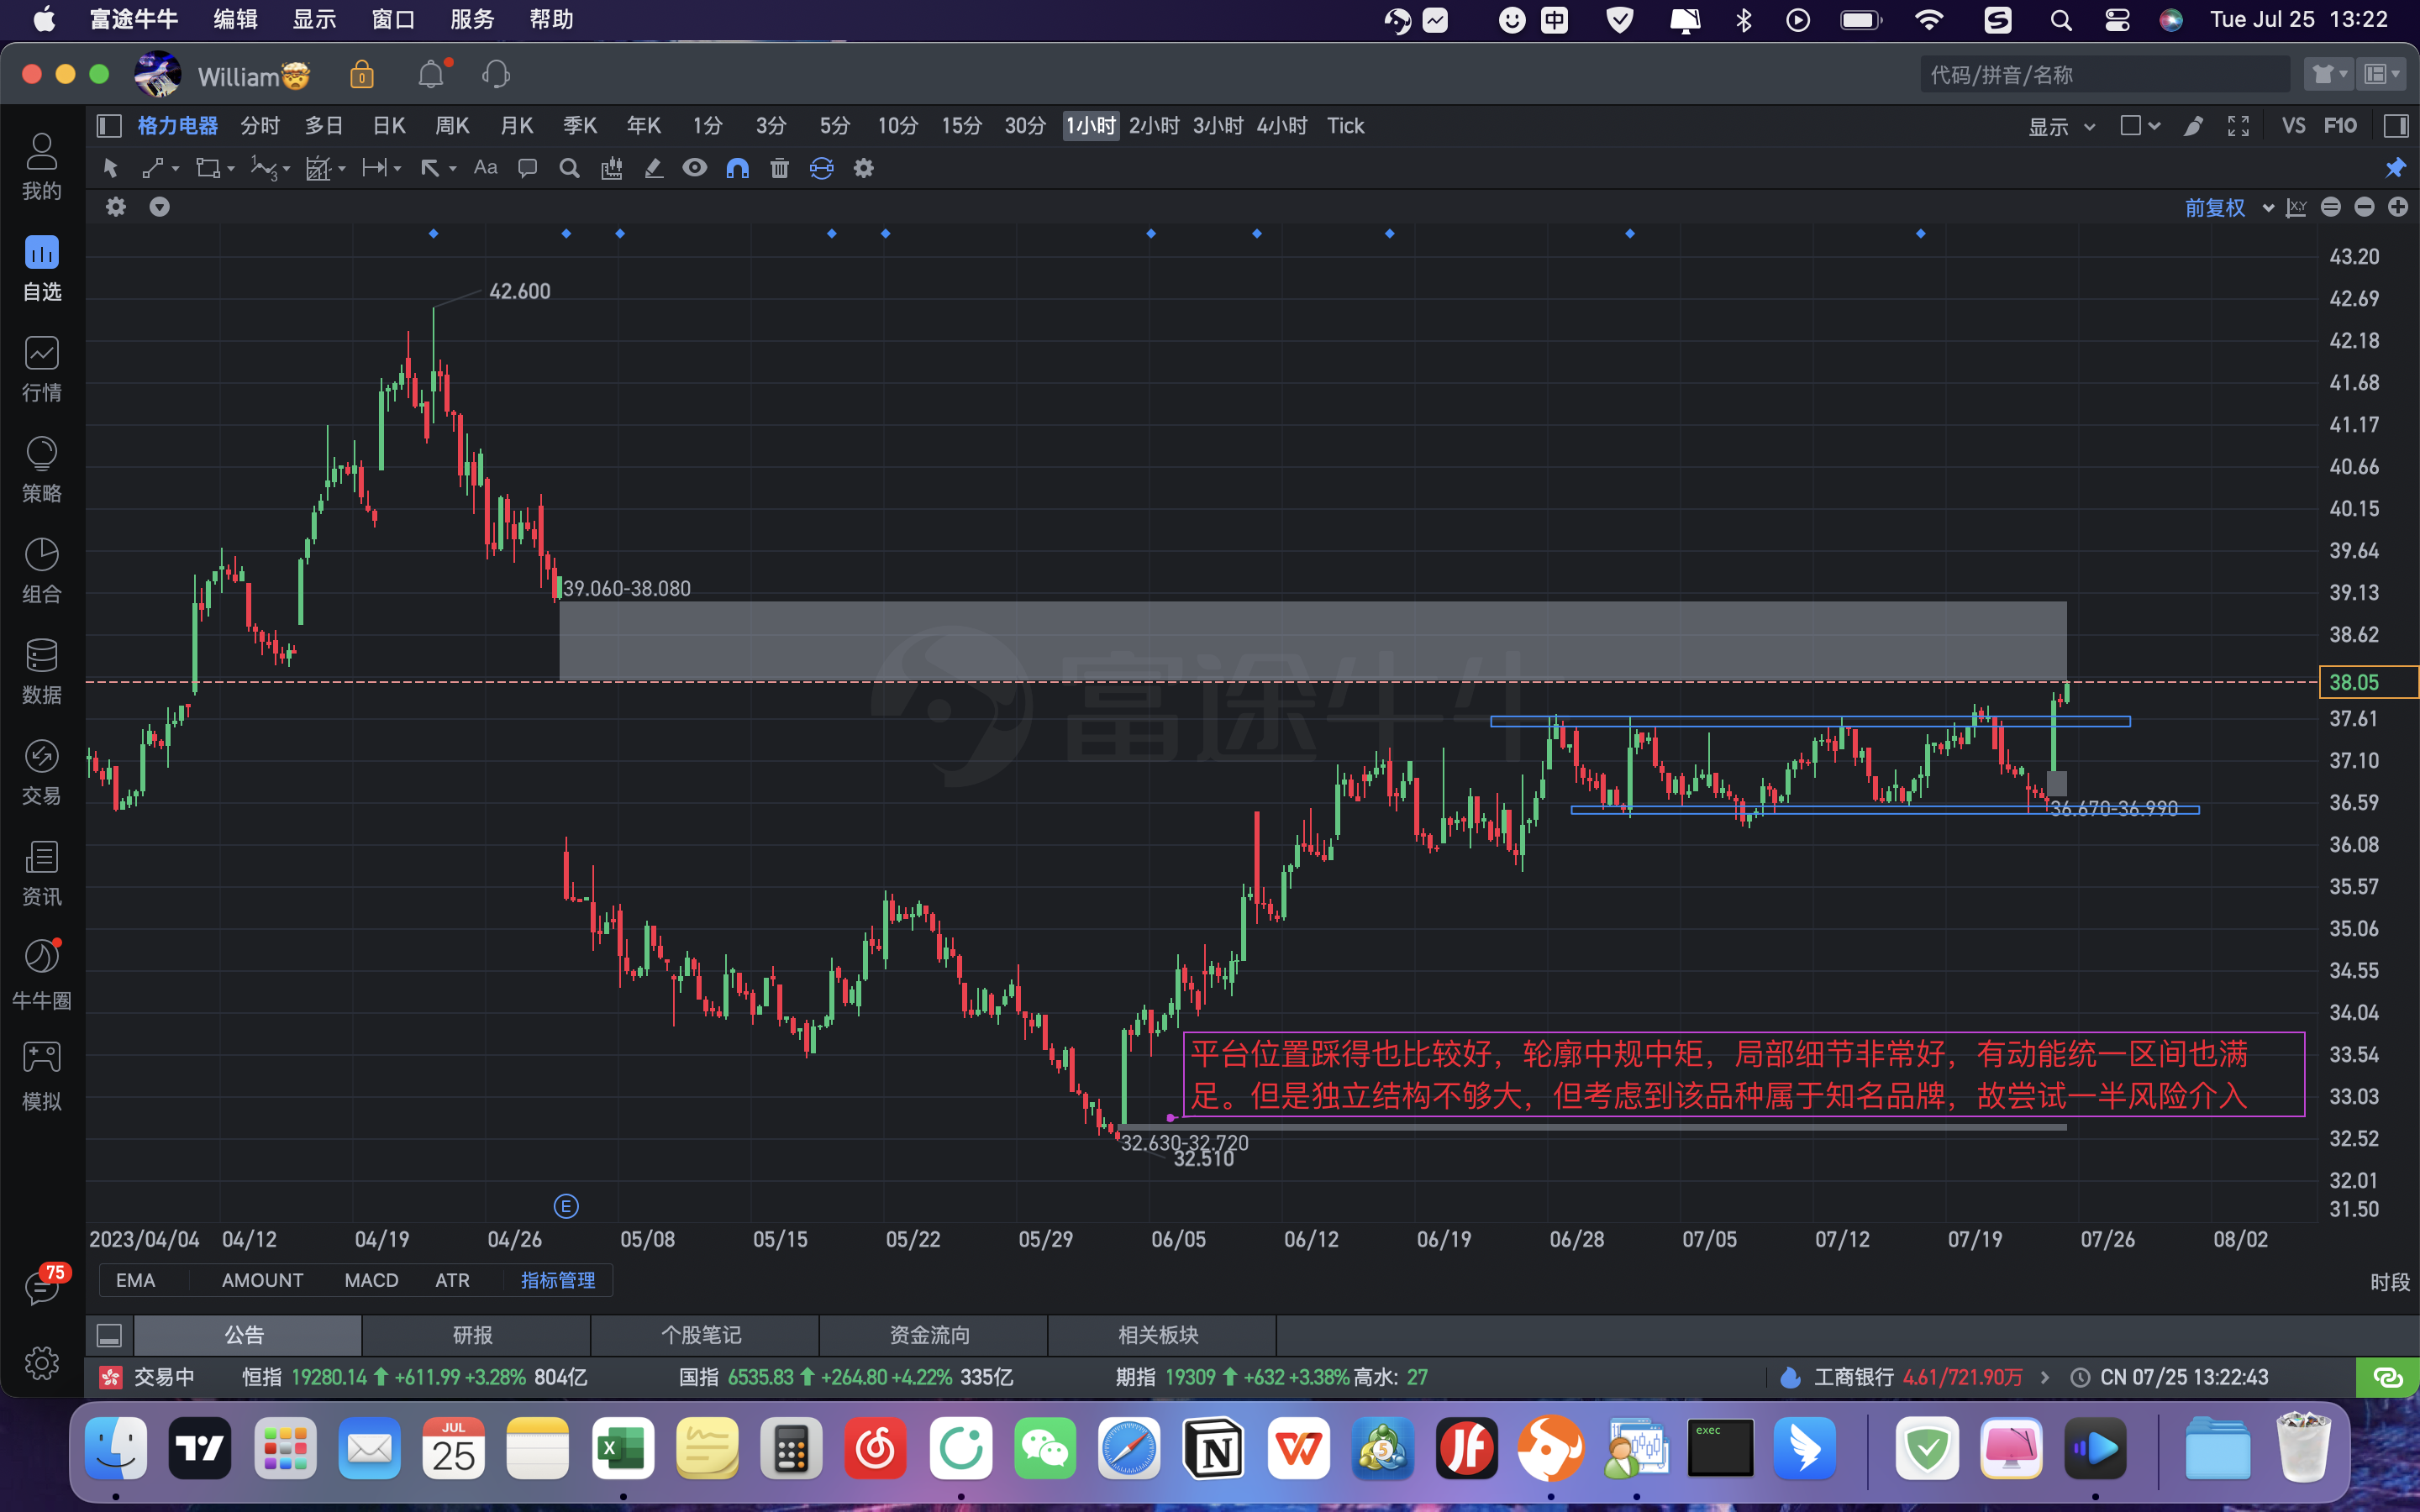 富途牛牛 编辑 显示 窗口 服务 帮助 中 Tue Jul 25 13:22
William 代码/拼音/名称
格力电器 分时 多日 日K 周K 月K 季K 年K 1分 3分 5分 10分 15分 30分 1小时 2小时 3小时 4小时 Tick 显示 VS F10
Aa
我的
前复权 X,Y
自选
行情
策略
组合
数据
交易
资讯
牛牛圈
模拟
75
43.20
42.69
42.18
41.68
41.17
40.66
40.15
39.64
39.13
38.62
38.05
37.61
37.10
36.59
36.08
35.57
35.06
34.55
34.04
33.54
33.03
32.52
32.01
31.50
42.600
39.060-38.080
富途牛牛
36.670-36.990
平台位置踩得也比较好，轮廓中规中矩，局部细节非常好，有动能统一区间也满
足。但是独立结构不够大，但考虑到该品种属于知名品牌，故尝试一半风险介入
32.630-32.720
32.510
E
2023/04/04 04/12 04/19 04/26 05/08 05/15 05/22 05/29 06/05 06/12 06/19 06/28 07/05 07/12 07/19 07/26 08/02
EMA AMOUNT MACD ATR 指标管理 时段
公告 研报 个股笔记 资金流向 相关板块
交易中 恒指 19280.14 +611.99 +3.28% 804亿 国指 6535.83 +264.80 +4.22% 335亿 期指 19309 +632 +3.38% 高水: 27 工商银行 4.61/721.90万 CN 07/25 13:22:43
JUL
25
exec